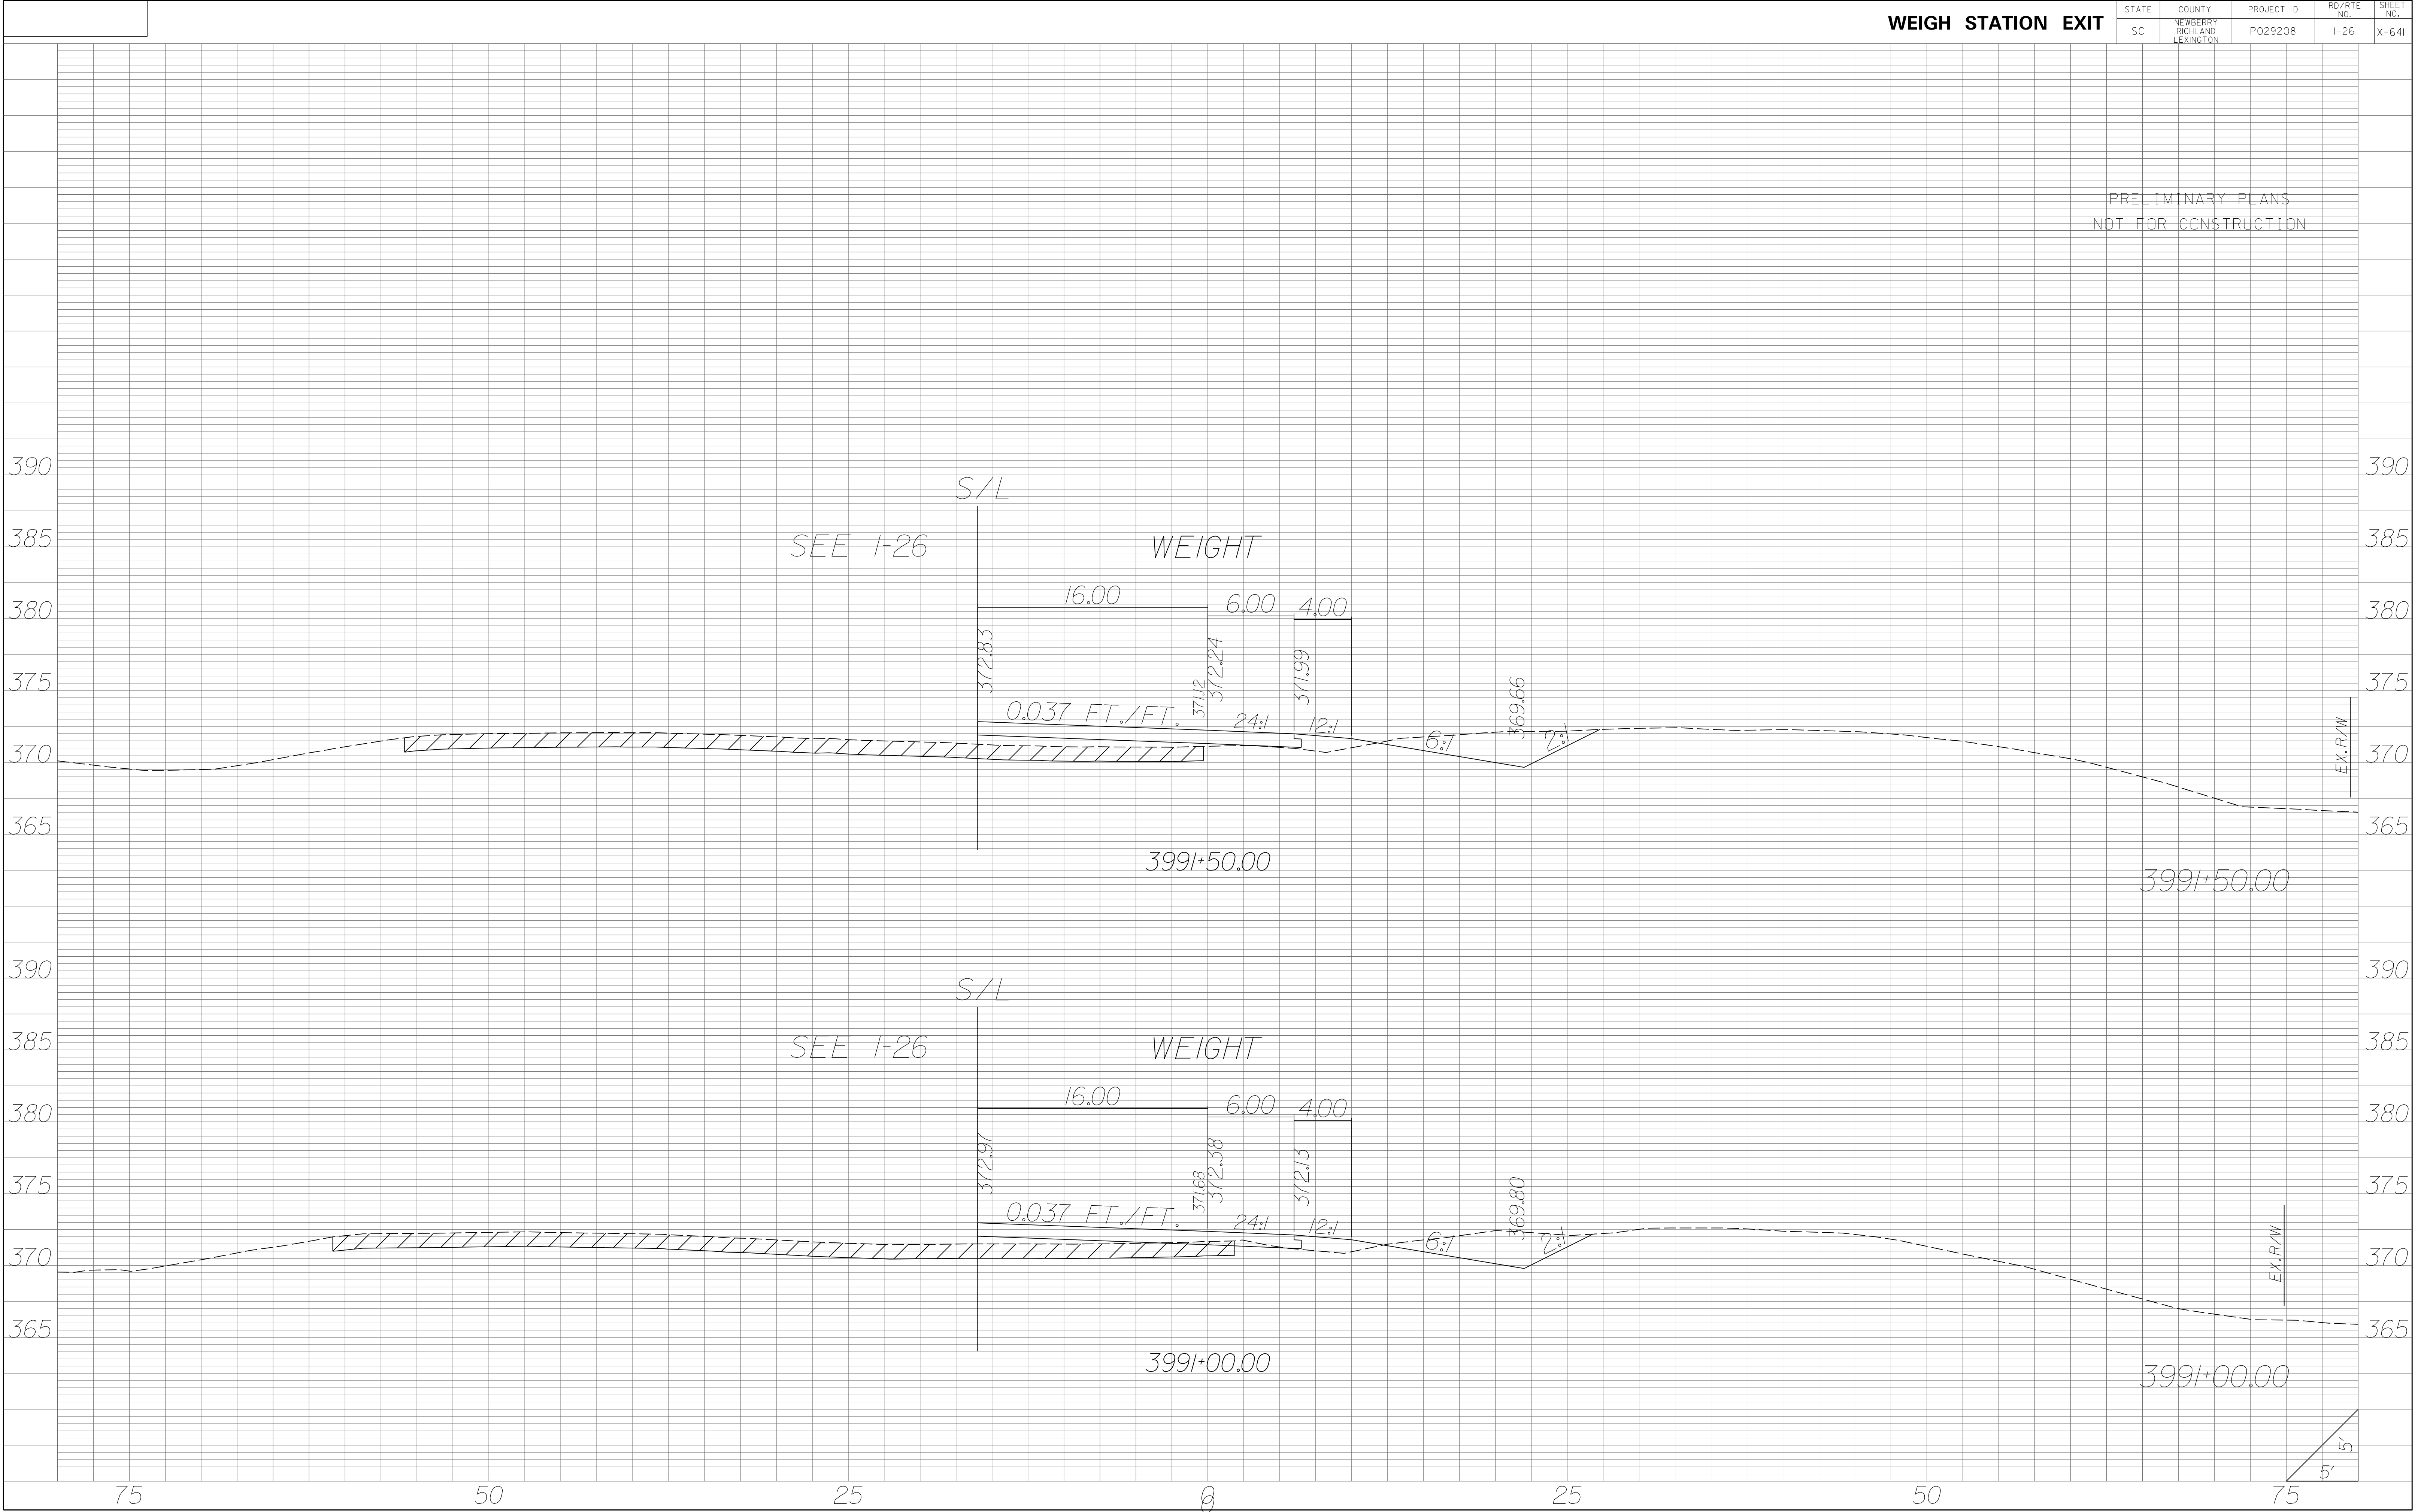 WEIGH STATION EXIT
STATE COUNTY PROJECT ID RD/RTE NO. SHEET NO.
SC NEWBERRY RICHLAND LEXINGTON P029208 I-26 X-641
PRELIMINARY PLANS
NOT FOR CONSTRUCTION
390 390
S/L
385 SEE I-26 WEIGHT 385
16.00 6.00 4.00
380 380
372.83 371.12 372.24 371.99 369.66
375 375
0.037 FT./FT. 24:1 12:1 6:1 2:1
370 EX.R/W 370
365 365
3991+50.00
3991+50.00
390 390
S/L
385 SEE I-26 WEIGHT 385
16.00 6.00 4.00
380 380
372.97 371.68 372.38 372.13 369.80
375 375
0.037 FT./FT. 24:1 12:1 6:1 2:1
370 EX.R/W 370
365 365
3991+00.00
3991+00.00
5'
5'
75 50 25 0 25 50 75